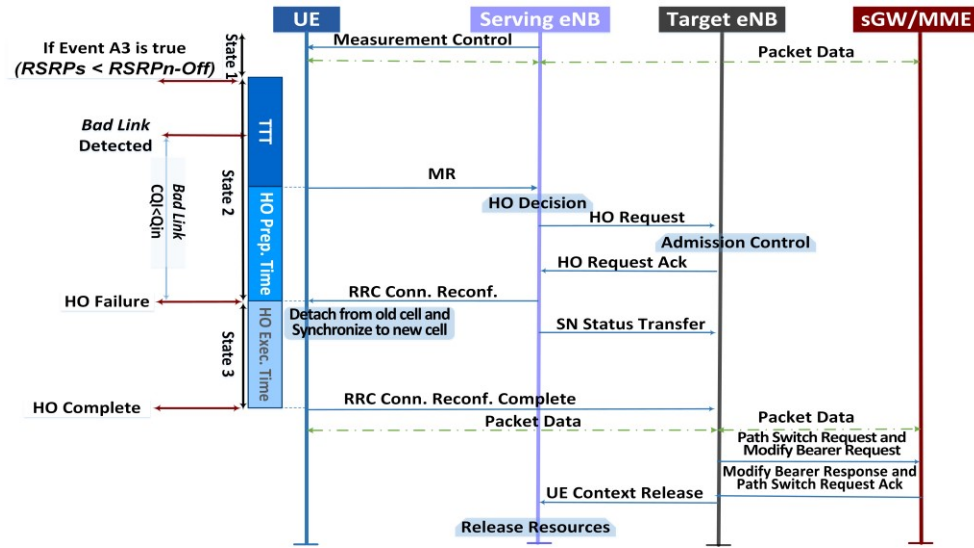 UE
Serving eNB
Target eNB
sGW/MME
If Event A3 is true
(RSRPs < RSRPn-Off)
State 1
Measurement Control
Packet Data
Bad Link
Detected
TTT
State 2
Bad Link
CQI<Qin
MR
HO Decision
HO Request
Admission Control
HO Prep. Time
HO Request Ack
HO Failure
RRC Conn. Reconf.
Detach from old cell and
Synchronize to new cell
SN Status Transfer
State 3
HO Exec. Time
HO Complete
RRC Conn. Reconf. Complete
Packet Data
Packet Data
Path Switch Request and
Modify Bearer Request
Modify Bearer Response and
Path Switch Request Ack
UE Context Release
Release Resources